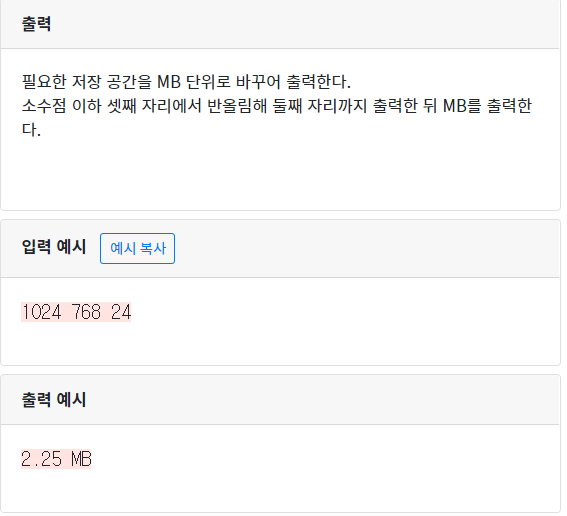 출력
필요한 저장 공간을 MB 단위로 바꾸어 출력한다.
소수점 이하 셋째 자리에서 반올림해 둘째 자리까지 출력한 뒤 MB를 출력한
다.
입력 예시 예시 복사
1024 768 24
출력 예시
2.25 MB